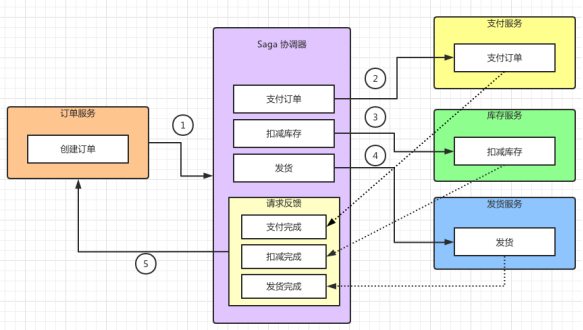 订单服务
创建订单
1
Saga 协调器
支付订单
扣减库存
发货
请求反馈
支付完成
扣减完成
发货完成
2
3
4
5
支付服务
支付订单
库存服务
扣减库存
发货服务
发货